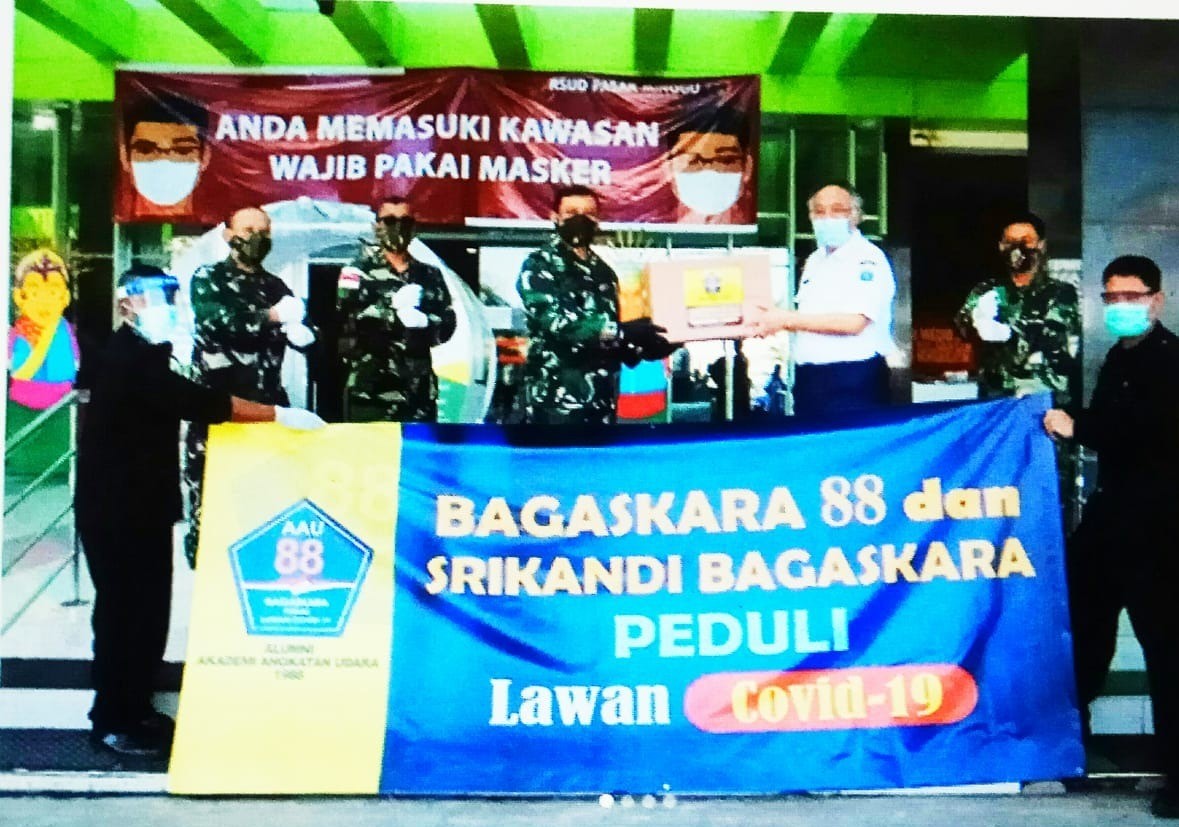 RSUD PASAR MINGGU
ANDA MEMASUKI KAWASAN
WAJIB PAKAI MASKER
AAU
88
ALUMNI
AKADEMI ANGKATAN UDARA
1988
BAGASKARA 88 dan
SRIKANDI BAGASKARA
PEDULI
Lawan Covid-19